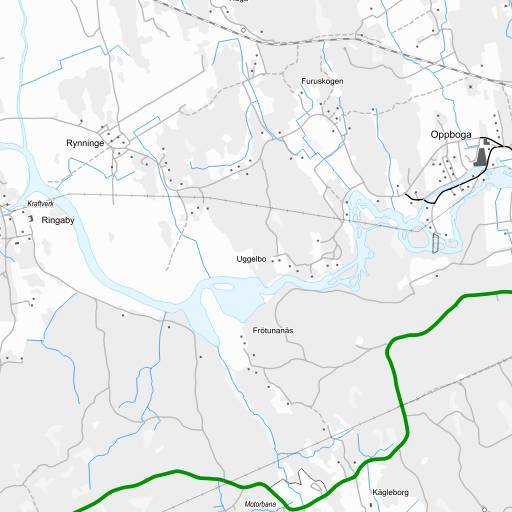 Furuskogen
Oppboga
Rynninge
Kraftverk
Ringaby
Uggelbo
Frötunanäs
Kägleborg
Motorbana